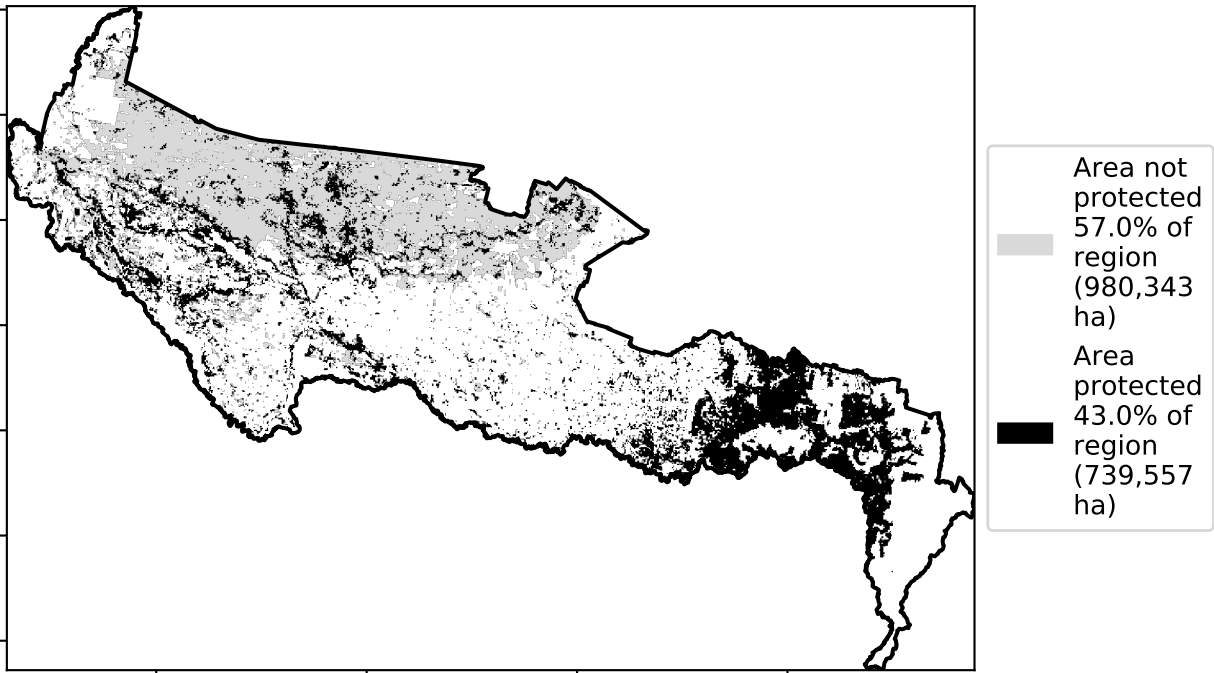 Area not
protected
57.0% of
region
(980,343
ha)
Area
protected
43.0% of
region
(739,557
ha)